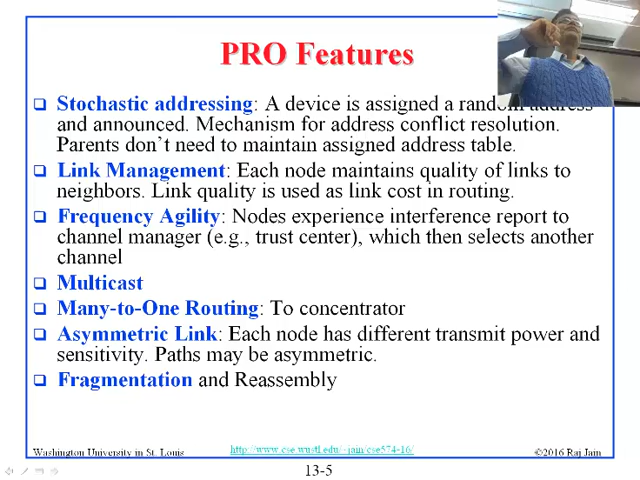 PRO Features
Stochastic addressing: A device is assigned a random address
and announced. Mechanism for address conflict resolution.
Parents don't need to maintain assigned address table.
Link Management: Each node maintains quality of links to
neighbors. Link quality is used as link cost in routing.
Frequency Agility: Nodes experience interference report to
channel manager (e.g., trust center), which then selects another
channel
Multicast
Many-to-One Routing: To concentrator
Asymmetric Link: Each node has different transmit power and
sensitivity. Paths may be asymmetric.
Fragmentation and Reassembly
Washington University in St. Louis
http://www.cse.wustl.edu/~jain/cse574-16/
©2016 Raj Jain
13-5